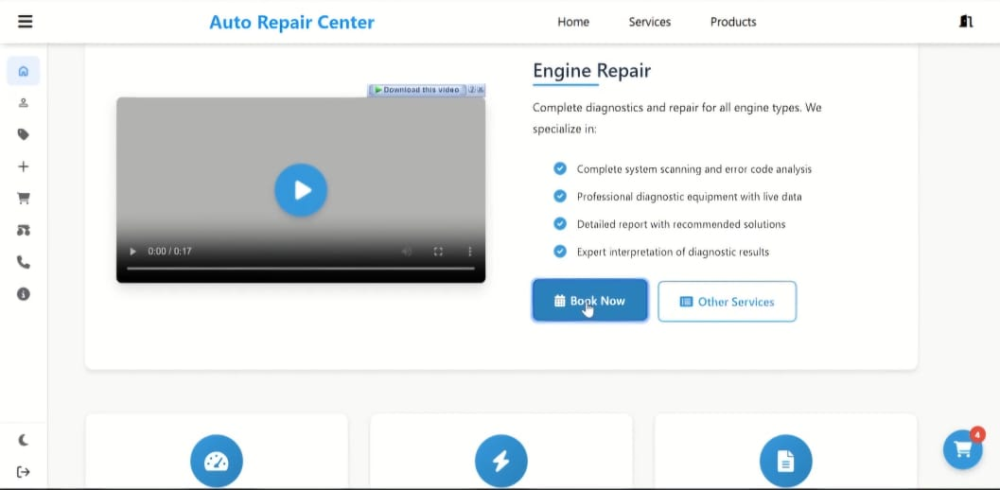 Auto Repair Center
Home
Services
Products
Download this video
Engine Repair
Complete diagnostics and repair for all engine types. We
specialize in:
Complete system scanning and error code analysis
Professional diagnostic equipment with live data
Detailed report with recommended solutions
Expert interpretation of diagnostic results
0:00 / 0:17
Book Now
Other Services
4